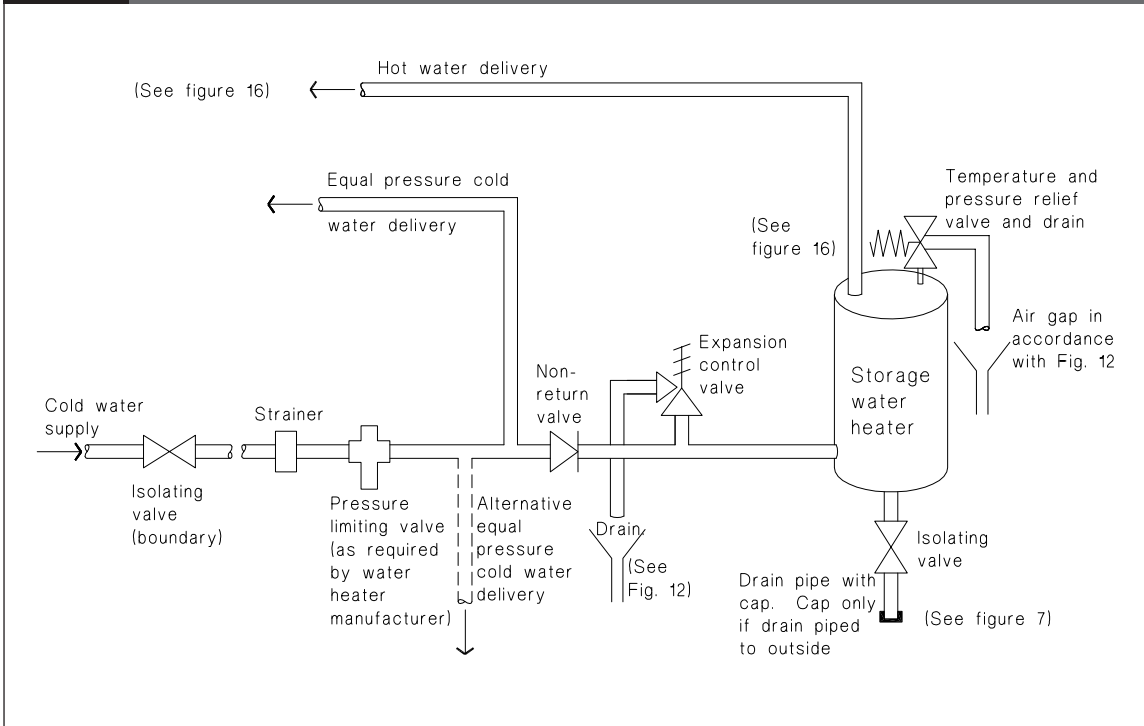 Hot water delivery
(See figure 16)
Equal pressure cold
water delivery
Temperature and
pressure relief
valve and drain
(See
figure 16)
Air gap in
accordance
with Fig. 12
Expansion
control
valve
Non-
return
valve
Storage
water
heater
Cold water
supply
Strainer
Isolating
valve
(boundary)
Pressure
limiting valve
(as required
by water
heater
manufacturer)
Alternative
equal
pressure
cold water
delivery
Drain
(See
Fig. 12)
Isolating
valve
Drain pipe with
cap. Cap only
if drain piped
to outside
(See figure 7)